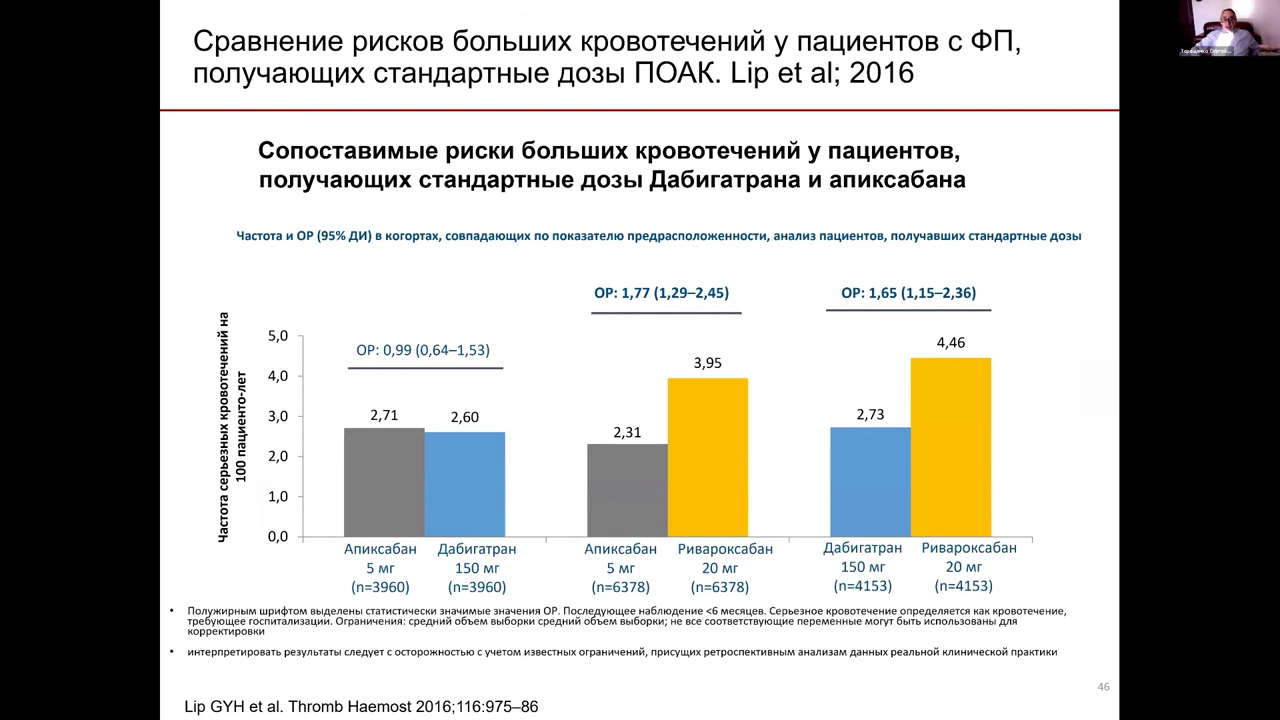 Сравнение рисков больших кровотечений у пациентов с ФП,
получающих стандартные дозы ПОАК. Lip et al; 2016
Сопоставимые риски больших кровотечений у пациентов,
получающих стандартные дозы Дабигатрана и апиксабана
Частота и ОР (95% ДИ) в когортах, совпадающих по показателю предрасположенности, анализ пациентов, получавших стандартные дозы
ОР: 0,99 (0,64–1,53)
ОР: 1,77 (1,29–2,45)
ОР: 1,65 (1,15–2,36)
Частота серьезных кровотечений на
100 пациенто-лет
5,0
4,0
3,0
2,0
1,0
0,0
2,71
2,60
2,31
3,95
2,73
4,46
Апиксабан
5 мг
(n=3960)
Дабигатран
150 мг
(n=3960)
Апиксабан
5 мг
(n=6378)
Ривароксабан
20 мг
(n=6378)
Дабигатран
150 мг
(n=4153)
Ривароксабан
20 мг
(n=4153)
• Полужирным шрифтом выделены статистически значимые значения ОР. Последующее наблюдение <6 месяцев. Серьезное кровотечение определяется как кровотечение,
требующее госпитализации. Ограничения: средний объем выборки средний объем выборки; не все соответствующие переменные могут быть использованы для
корректировки
• интерпретировать результаты следует с осторожностью с учетом известных ограничений, присущих ретроспективным анализам данных реальной клинической практики
46
Lip GYH et al. Thromb Haemost 2016;116:975–86